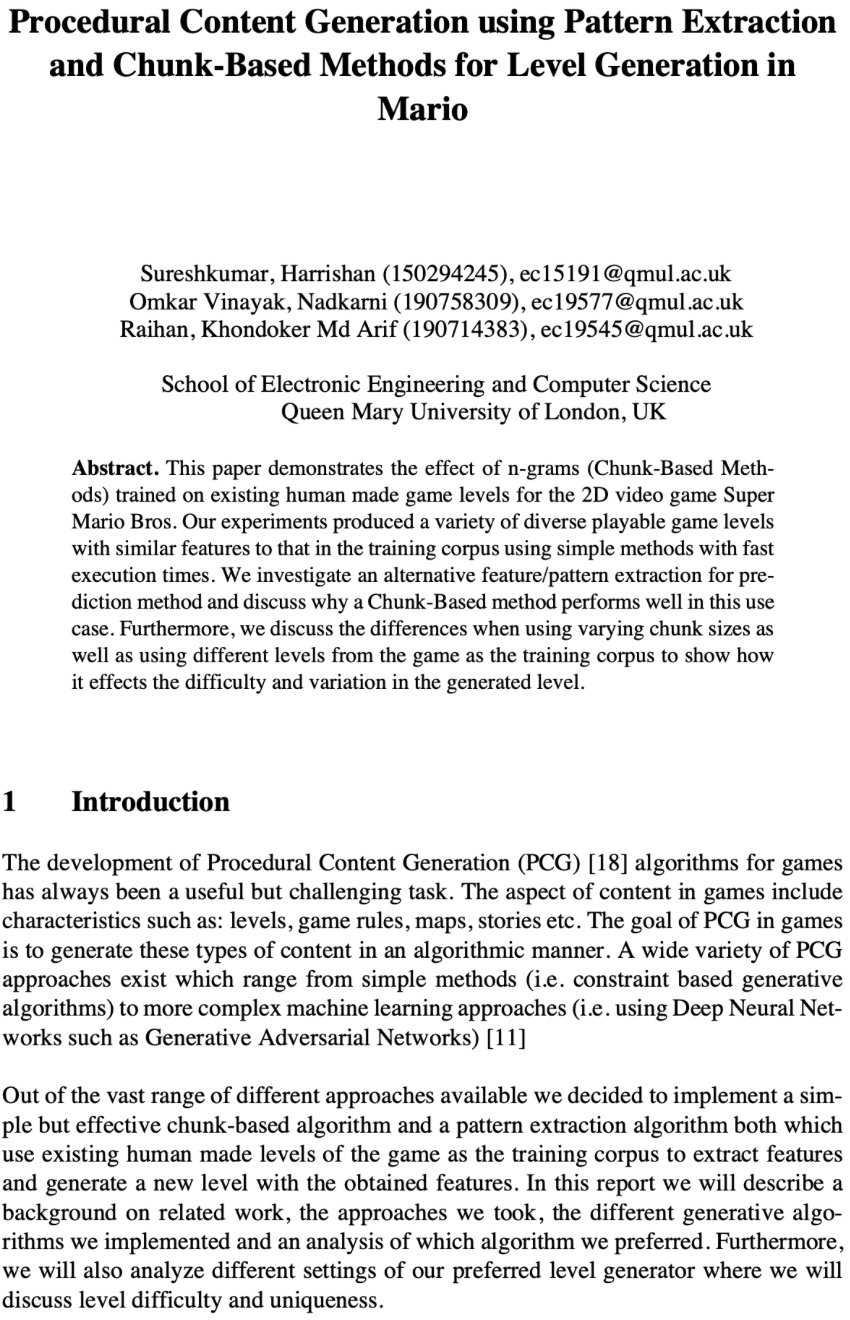 Procedural Content Generation using Pattern Extraction
and Chunk-Based Methods for Level Generation in
Mario
Sureshkumar, Harrishan (150294245), ec15191@qmul.ac.uk
Omkar Vinayak, Nadkarni (190758309), ec19577@qmul.ac.uk
Raihan, Khondoker Md Arif (190714383), ec19545@qmul.ac.uk
School of Electronic Engineering and Computer Science
Queen Mary University of London, UK
Abstract. This paper demonstrates the effect of n-grams (Chunk-Based Meth-
ods) trained on existing human made game levels for the 2D video game Super
Mario Bros. Our experiments produced a variety of diverse playable game levels
with similar features to that in the training corpus using simple methods with fast
execution times. We investigate an alternative feature/pattern extraction for pre-
diction method and discuss why a Chunk-Based method performs well in this use
case. Furthermore, we discuss the differences when using varying chunk sizes as
well as using different levels from the game as the training corpus to show how
it effects the difficulty and variation in the generated level.
1 Introduction
The development of Procedural Content Generation (PCG) [18] algorithms for games
has always been a useful but challenging task. The aspect of content in games include
characteristics such as: levels, game rules, maps, stories etc. The goal of PCG in games
is to generate these types of content in an algorithmic manner. A wide variety of PCG
approaches exist which range from simple methods (i.e. constraint based generative
algorithms) to more complex machine learning approaches (i.e. using Deep Neural Net-
works such as Generative Adversarial Networks) [11]
Out of the vast range of different approaches available we decided to implement a sim-
ple but effective chunk-based algorithm and a pattern extraction algorithm both which
use existing human made levels of the game as the training corpus to extract features
and generate a new level with the obtained features. In this report we will describe a
background on related work, the approaches we took, the different generative algo-
rithms we implemented and an analysis of which algorithm we preferred. Furthermore,
we will also analyze different settings of our preferred level generator where we will
discuss level difficulty and uniqueness.